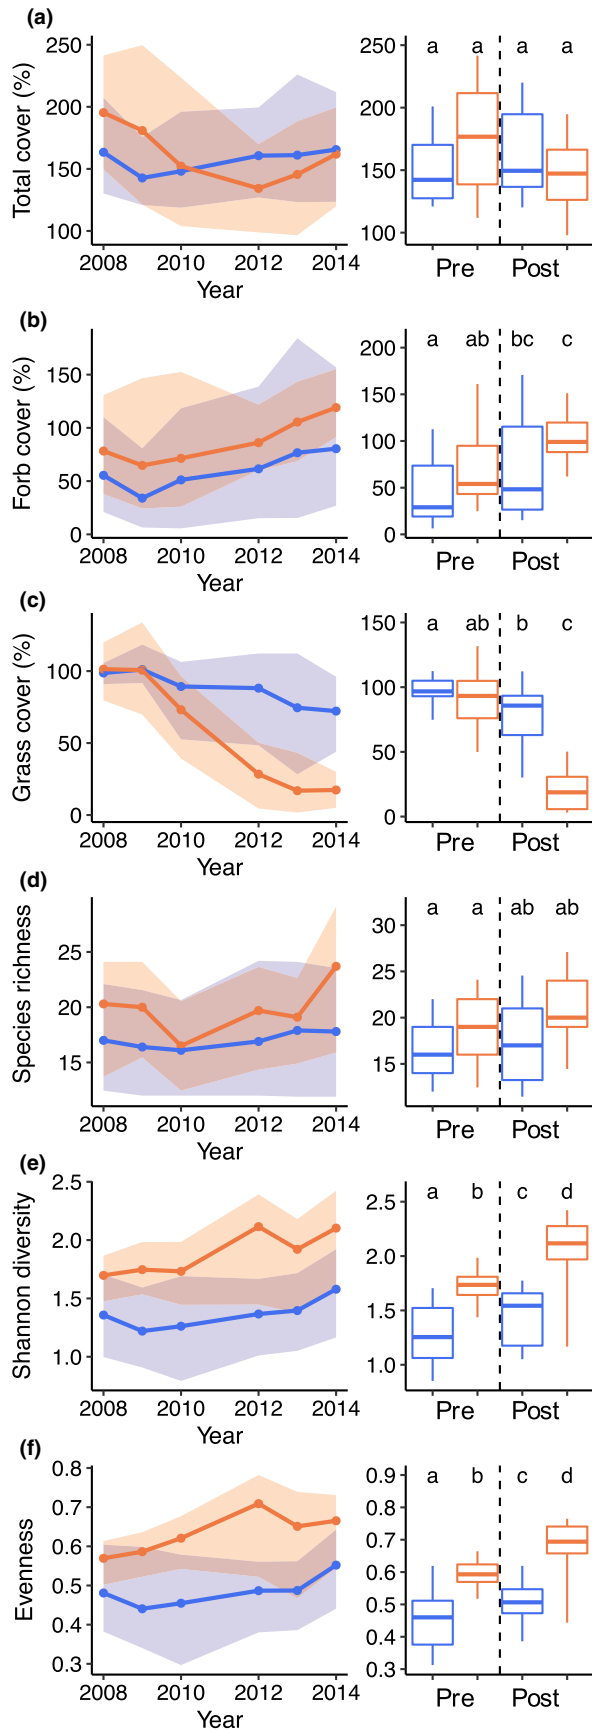 (a)
Total cover (%)
250
200
150
100
2008 2010 2012 2014
Year
250
200
150
100
a a a a
Pre Post
(b)
Forb cover (%)
150
100
50
0
2008 2010 2012 2014
Year
200
150
100
50
0
a ab bc c
Pre Post
(c)
Grass cover (%)
100
50
0
2008 2010 2012 2014
Year
150
100
50
0
a ab b c
Pre Post
(d)
Species richness
25
20
15
2008 2010 2012 2014
Year
30
25
20
15
a a ab ab
Pre Post
(e)
Shannon diversity
2.5
2.0
1.5
1.0
2008 2010 2012 2014
Year
2.5
2.0
1.5
1.0
a b c d
Pre Post
(f)
Evenness
0.8
0.7
0.6
0.5
0.4
0.3
2008 2010 2012 2014
Year
0.9
0.8
0.7
0.6
0.5
0.4
0.3
a b c d
Pre Post